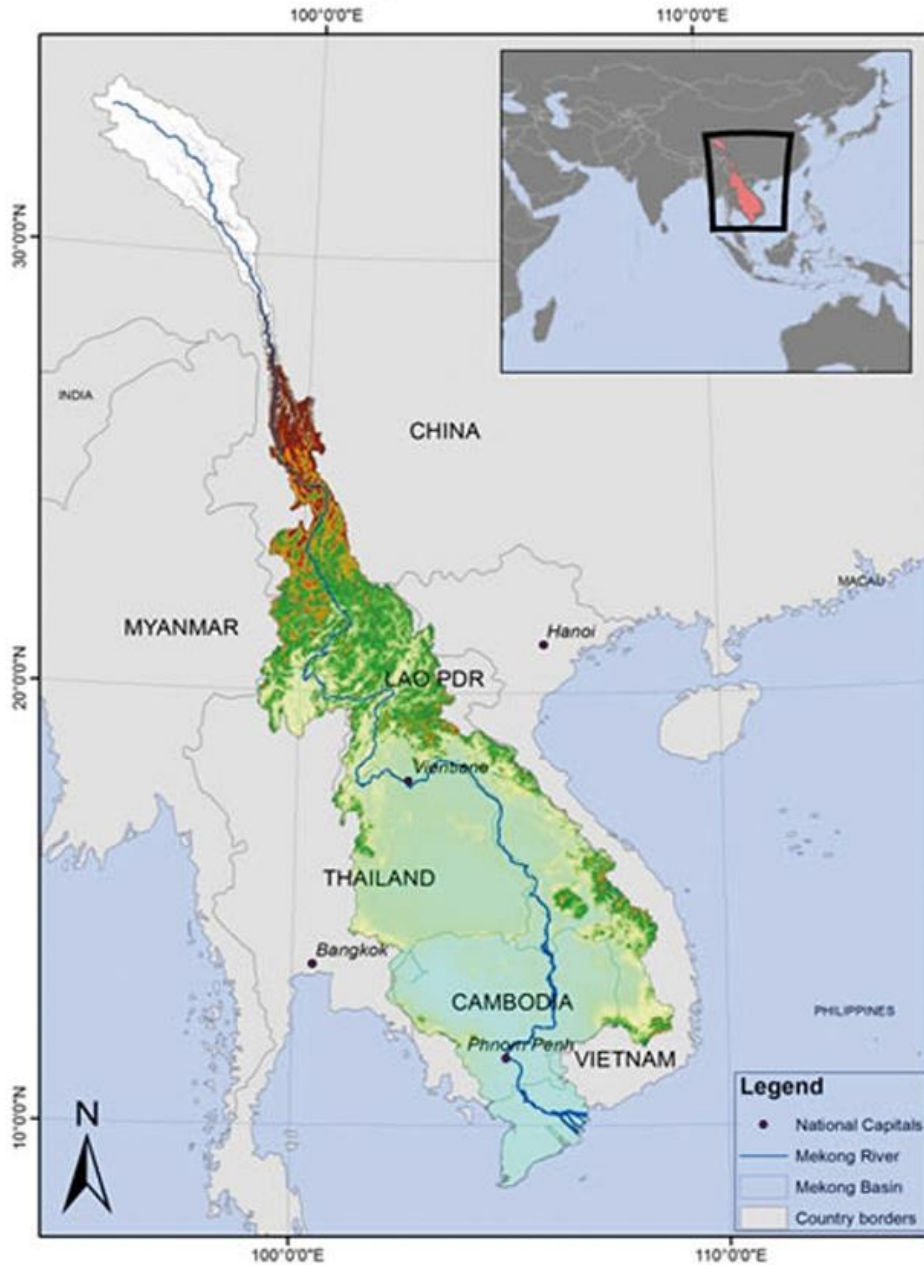 100°0'0"E
110°0'0"E
30°0'0"N
INDIA
CHINA
MACAU
MYANMAR
Hanoi
20°0'0"N
LAO PDR
Vientiane
THAILAND
Bangkok
CAMBODIA
PHILIPPINES
Phnom Penh
VIETNAM
10°0'0"N
N
Legend
National Capitals
Mekong River
Mekong Basin
Country borders
100°0'0"E
110°0'0"E